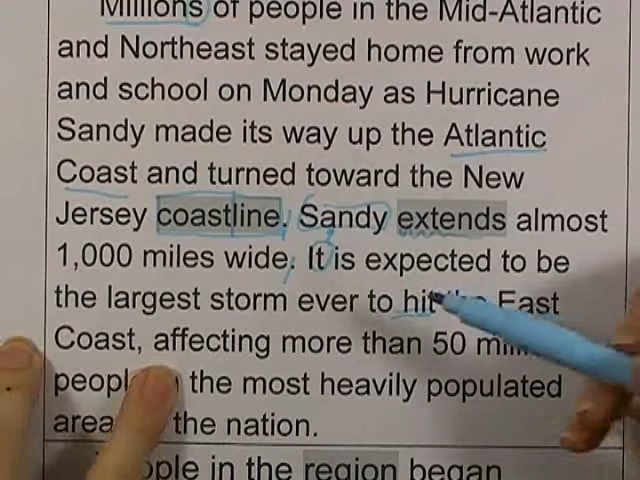 Millions of people in the Mid-Atlantic
and Northeast stayed home from work
and school on Monday as Hurricane
Sandy made its way up the Atlantic
Coast and turned toward the New
Jersey coastline. Sandy extends almost
1,000 miles wide. It is expected to be
the largest storm ever to hit the East
Coast, affecting more than 50
people the most heavily populated
area the nation.
in the region began